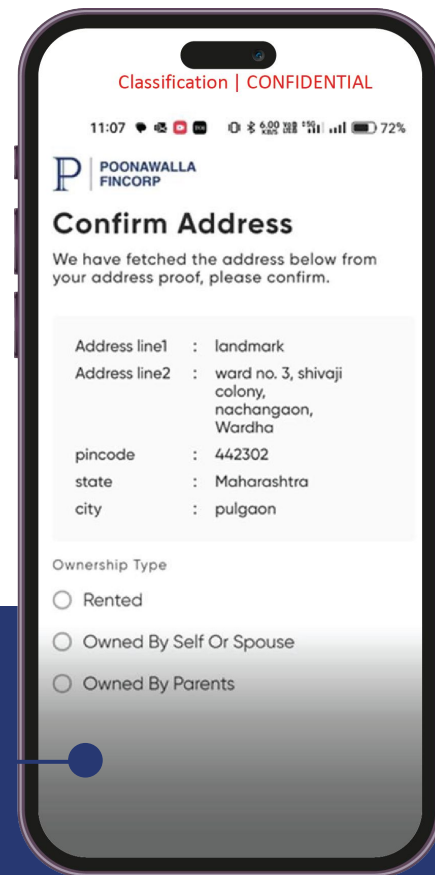 Classification | CONFIDENTIAL
11:07 72%
POONAWALLA
FINCORP
Confirm Address
We have fetched the address below from
your address proof, please confirm.
Address line1 : landmark
Address line2 : ward no. 3, shivaji
colony,
nachangaon,
Wardha
pincode : 442302
state : Maharashtra
city : pulgaon
Ownership Type
Rented
Owned By Self Or Spouse
Owned By Parents